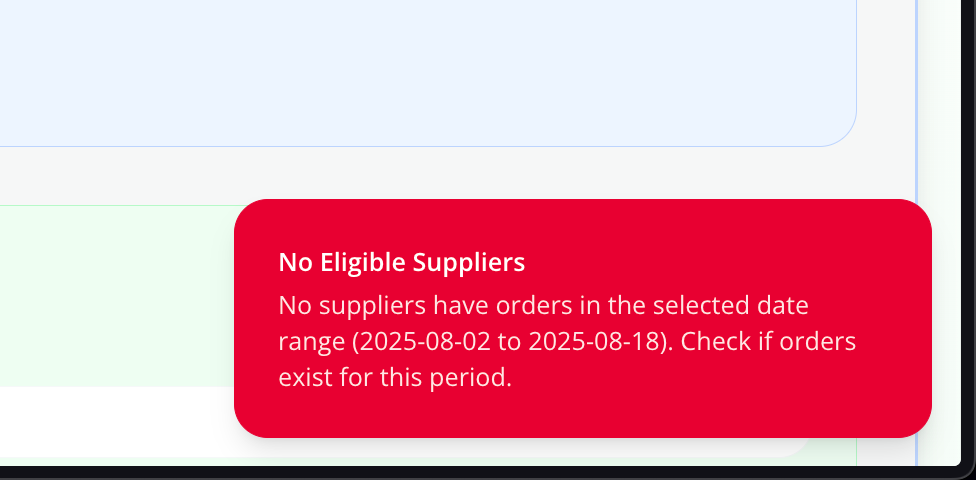 No Eligible Suppliers
No suppliers have orders in the selected date
range (2025-08-02 to 2025-08-18). Check if orders
exist for this period.